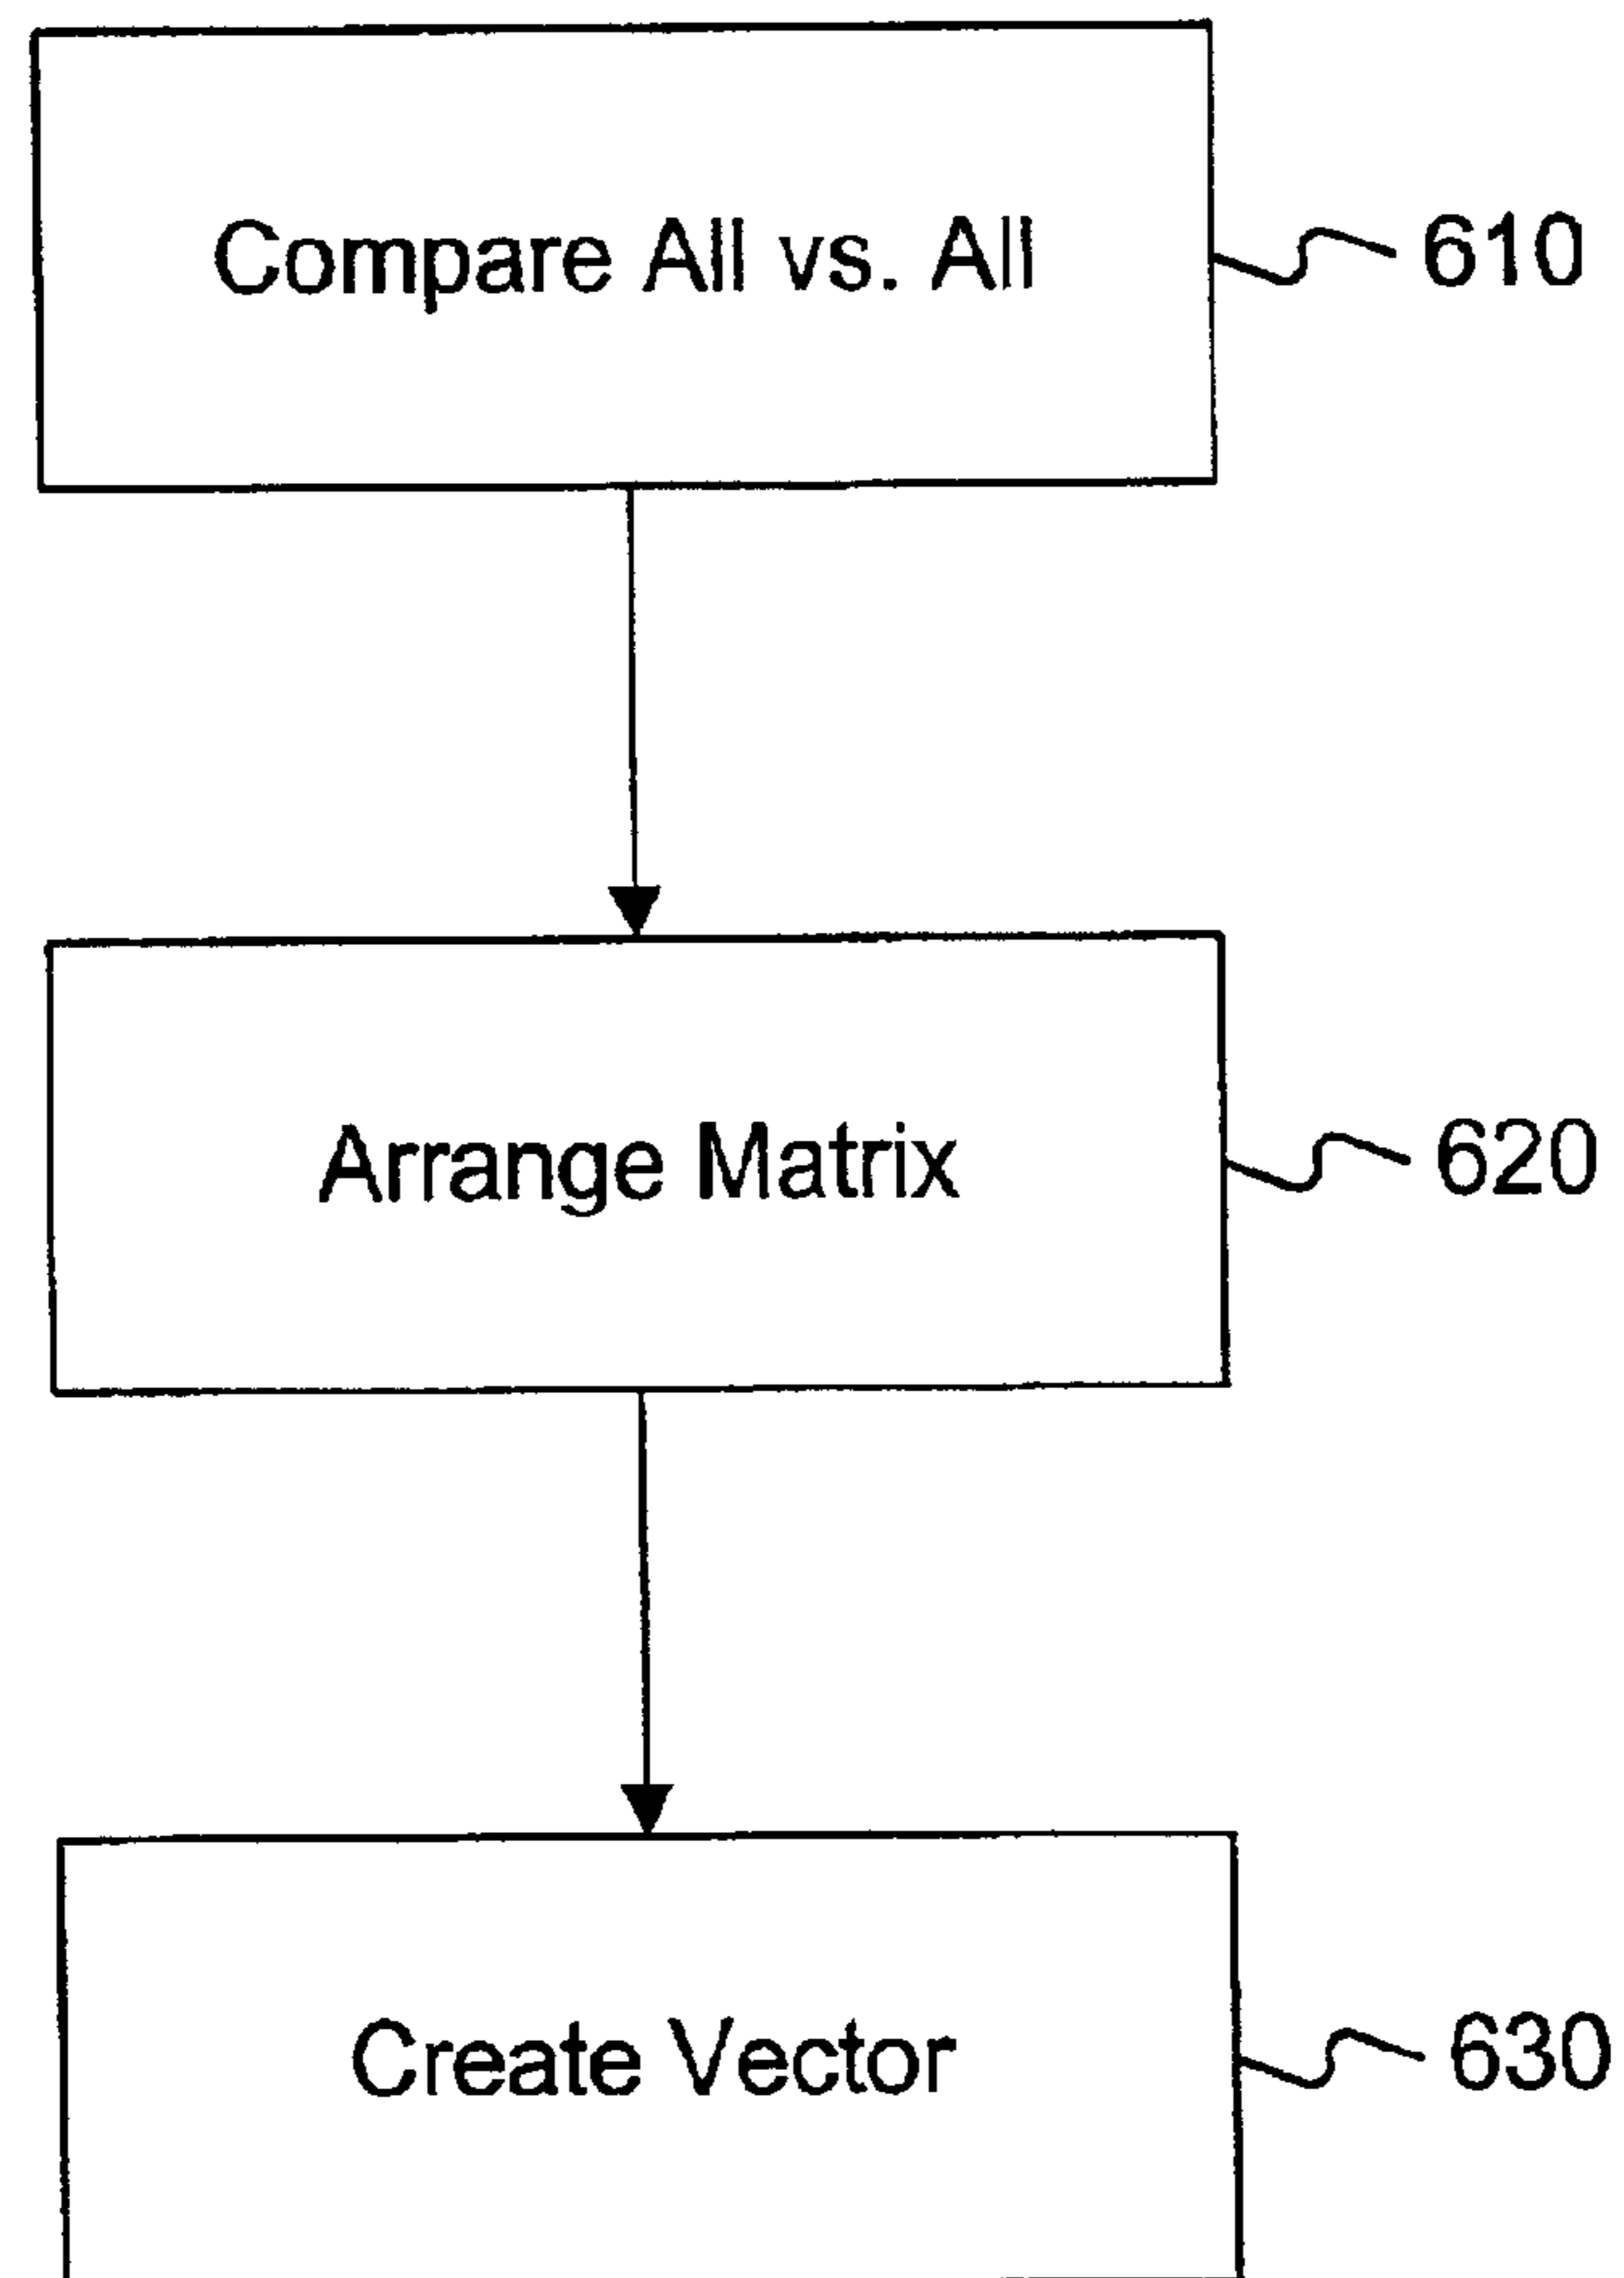 Compare All vs. All
610
Arrange Matrix
620
Create Vector
630